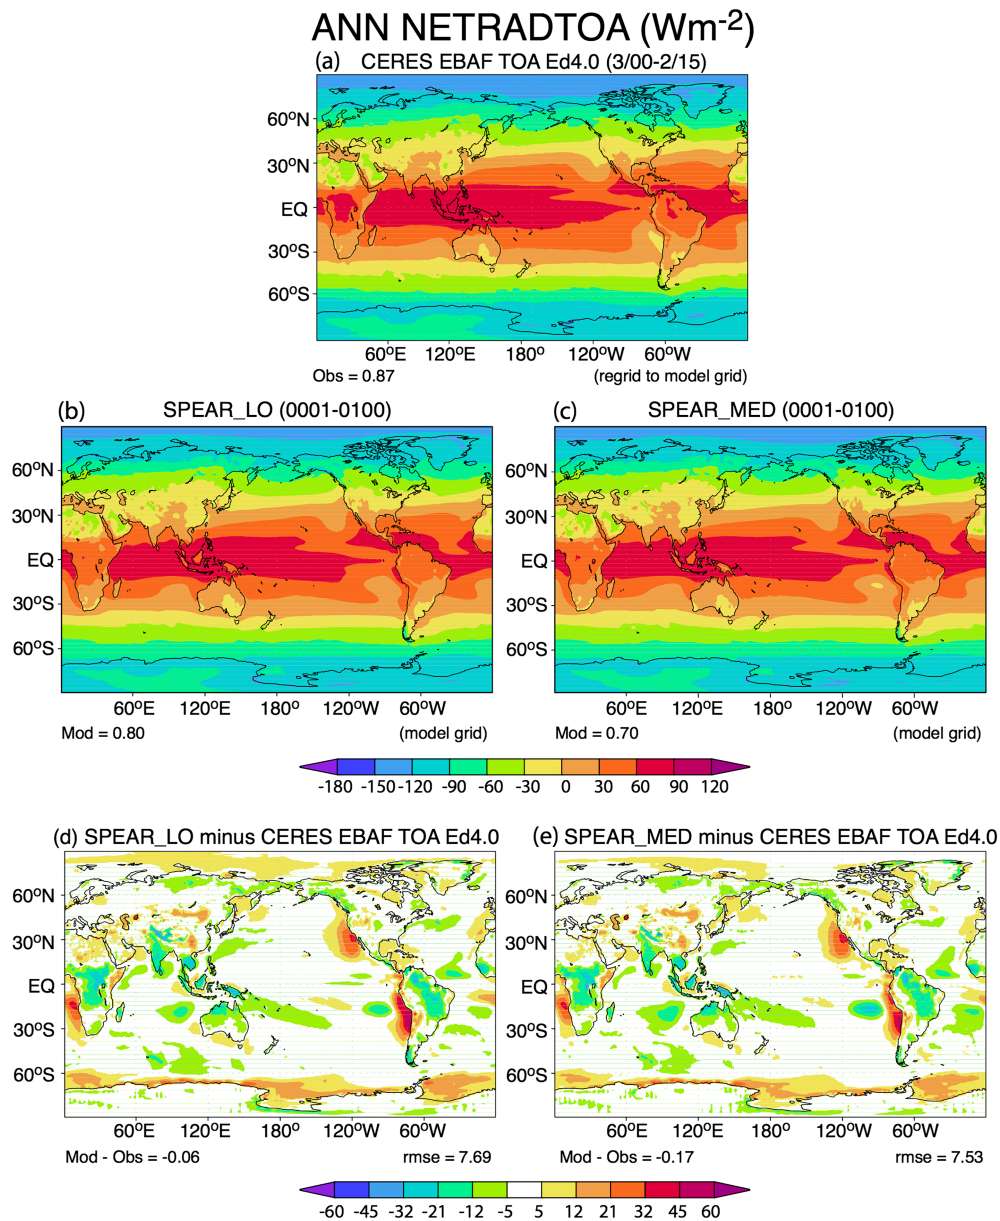 ANN NETRADTOA (Wm-2)
(a) CERES EBAF TOA Ed4.0 (3/00-2/15)
60ºN
30ºN
EQ
30ºS
60ºS
60ºE 120ºE 180º 120ºW 60ºW
Obs = 0.87 (regrid to model grid)
(b) SPEAR_LO (0001-0100)
60ºN
30ºN
EQ
30ºS
60ºS
60ºE 120ºE 180º 120ºW 60ºW
Mod = 0.80 (model grid)
(c) SPEAR_MED (0001-0100)
60ºN
30ºN
EQ
30ºS
60ºS
60ºE 120ºE 180º 120ºW 60ºW
Mod = 0.70 (model grid)
-180 -150 -120 -90 -60 -30 0 30 60 90 120
(d) SPEAR_LO minus CERES EBAF TOA Ed4.0
60ºN
30ºN
EQ
30ºS
60ºS
60ºE 120ºE 180º 120ºW 60ºW
Mod - Obs = -0.06 rmse = 7.69
(e) SPEAR_MED minus CERES EBAF TOA Ed4.0
60ºN
30ºN
EQ
30ºS
60ºS
60ºE 120ºE 180º 120ºW 60ºW
Mod - Obs = -0.17 rmse = 7.53
-60 -45 -32 -21 -12 -5 5 12 21 32 45 60